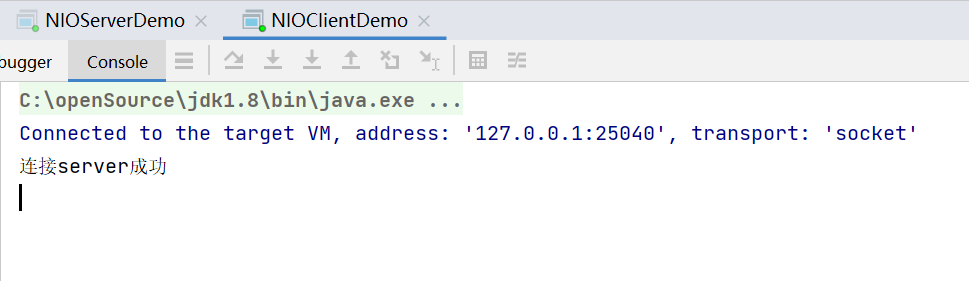 NIOServerDemo NIOClientDemo
bugger Console
C:\openSource\jdk1.8\bin\java.exe ...
Connected to the target VM, address: '127.0.0.1:25040', transport: 'socket'
连接server成功